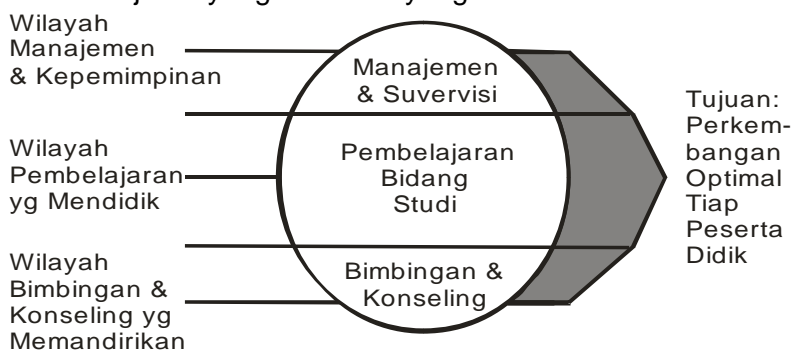 Wilayah
Manajemen
& Kepemimpinan
Manajemen
& Suvervisi
Wilayah
Pembelajaran
yg Mendidik
Pembelajaran
Bidang
Studi
Wilayah
Bimbingan &
Konseling yg
Memandirikan
Bimbingan &
Konseling
Tujuan:
Perkem-
bangan
Optimal
Tiap
Peserta
Didik